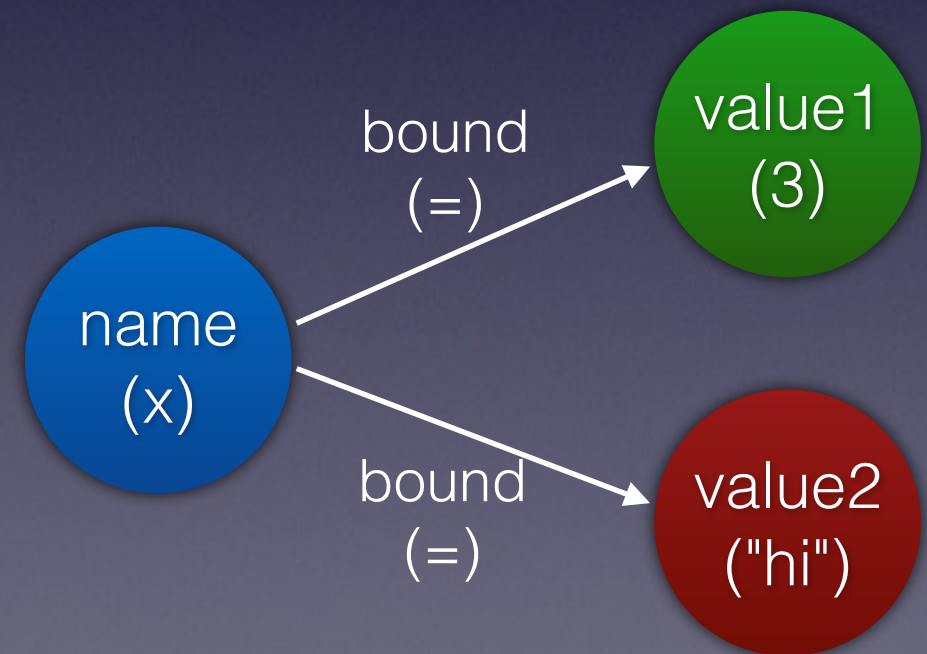 bound
(=)
value1
(3)
name
(x)
bound
(=)
value2
("hi")